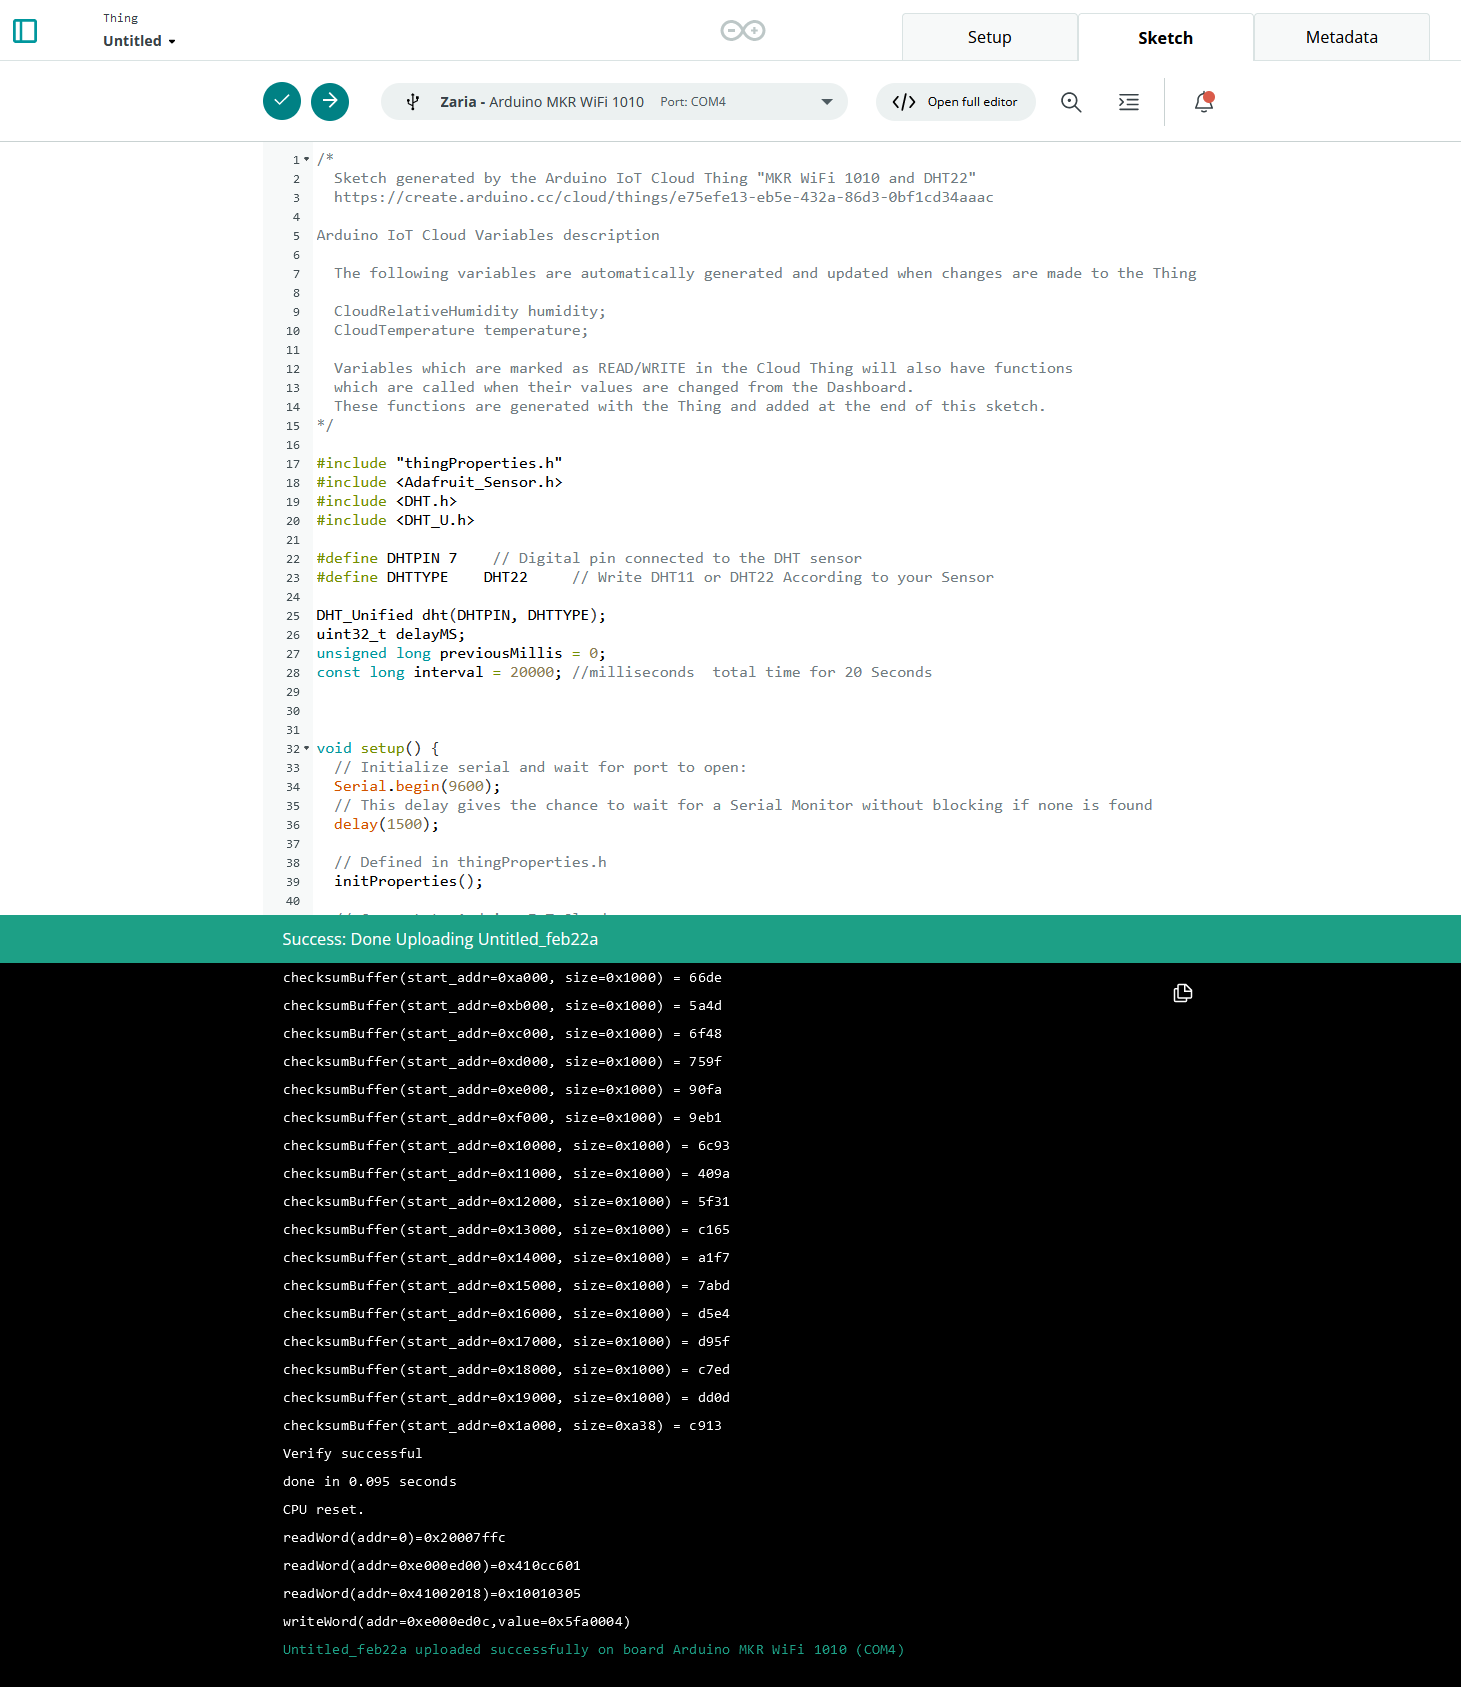 Thing
Untitled
Setup
Sketch
Metadata
Zaria - Arduino MKR WiFi 1010 Port: COM4
</> Open full editor
1 /*
2 Sketch generated by the Arduino IoT Cloud Thing "MKR WiFi 1010 and DHT22"
3 https://create.arduino.cc/cloud/things/e75efe13-eb5e-432a-86d3-0bf1cd34aaac
4
5 Arduino IoT Cloud Variables description
6
7 The following variables are automatically generated and updated when changes are made to the Thing
8
9 CloudRelativeHumidity humidity;
10 CloudTemperature temperature;
11
12 Variables which are marked as READ/WRITE in the Cloud Thing will also have functions
13 which are called when their values are changed from the Dashboard.
14 These functions are generated with the Thing and added at the end of this sketch.
15 */
16
17 #include "thingProperties.h"
18 #include <Adafruit_Sensor.h>
19 #include <DHT.h>
20 #include <DHT_U.h>
21
22 #define DHTPIN 7 // Digital pin connected to the DHT sensor
23 #define DHTTYPE DHT22 // Write DHT11 or DHT22 According to your Sensor
24
25 DHT_Unified dht(DHTPIN, DHTTYPE);
26 uint32_t delayMS;
27 unsigned long previousMillis = 0;
28 const long interval = 20000; //milliseconds total time for 20 Seconds
29
30
31
32 void setup() {
33 // Initialize serial and wait for port to open:
34 Serial.begin(9600);
35 // This delay gives the chance to wait for a Serial Monitor without blocking if none is found
36 delay(1500);
37
38 // Defined in thingProperties.h
39 initProperties();
40
Success: Done Uploading Untitled_feb22a
checksumBuffer(start_addr=0xa000, size=0x1000) = 66de
checksumBuffer(start_addr=0xb000, size=0x1000) = 5a4d
checksumBuffer(start_addr=0xc000, size=0x1000) = 6f48
checksumBuffer(start_addr=0xd000, size=0x1000) = 759f
checksumBuffer(start_addr=0xe000, size=0x1000) = 90fa
checksumBuffer(start_addr=0xf000, size=0x1000) = 9eb1
checksumBuffer(start_addr=0x10000, size=0x1000) = 6c93
checksumBuffer(start_addr=0x11000, size=0x1000) = 409a
checksumBuffer(start_addr=0x12000, size=0x1000) = 5f31
checksumBuffer(start_addr=0x13000, size=0x1000) = c165
checksumBuffer(start_addr=0x14000, size=0x1000) = a1f7
checksumBuffer(start_addr=0x15000, size=0x1000) = 7abd
checksumBuffer(start_addr=0x16000, size=0x1000) = d5e4
checksumBuffer(start_addr=0x17000, size=0x1000) = d95f
checksumBuffer(start_addr=0x18000, size=0x1000) = c7ed
checksumBuffer(start_addr=0x19000, size=0x1000) = dd0d
checksumBuffer(start_addr=0x1a000, size=0xa38) = c913
Verify successful
done in 0.095 seconds
CPU reset.
readWord(addr=0)=0x20007ffc
readWord(addr=0xe000ed00)=0x410cc601
readWord(addr=0x41002018)=0x10010305
writeWord(addr=0xe000ed0c,value=0x5fa0004)
Untitled_feb22a uploaded successfully on board Arduino MKR WiFi 1010 (COM4)